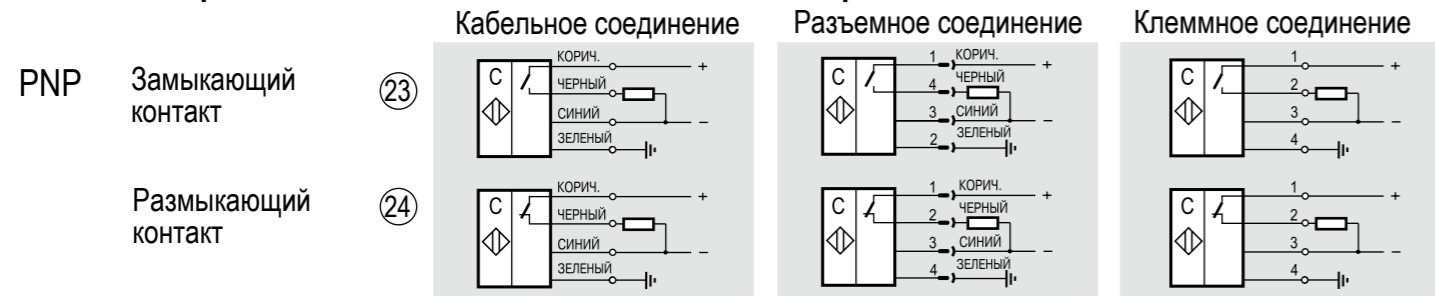 Кабельное соединение Разъемное соединение Клеммное соединение
PNP Замыкающий контакт 23
C КОРИЧ. + ЧЕРНЫЙ СИНИЙ – ЗЕЛЕНЫЙ
C 1 КОРИЧ. + 4 ЧЕРНЫЙ 3 СИНИЙ – 2 ЗЕЛЕНЫЙ
C 1 + 2 3 – 4
Размыкающий контакт 24
C КОРИЧ. + ЧЕРНЫЙ СИНИЙ – ЗЕЛЕНЫЙ
C 1 КОРИЧ. + 2 ЧЕРНЫЙ 3 СИНИЙ – 4 ЗЕЛЕНЫЙ
C 1 + 2 3 – 4